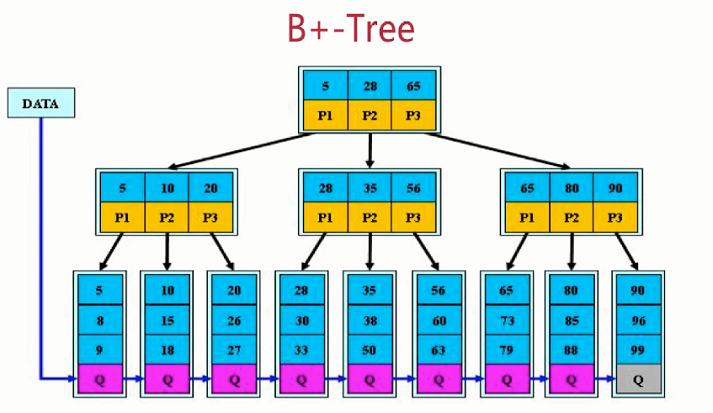 B+-Tree
DATA
5 28 65
P1 P2 P3
5 10 20 28 35 56 65 80 90
P1 P2 P3 P1 P2 P3 P1 P2 P3
5 10 20 28 35 56 65 80 90
8 15 26 30 38 60 73 85 96
9 18 27 33 50 63 79 88 99
Q Q Q Q Q Q Q Q Q